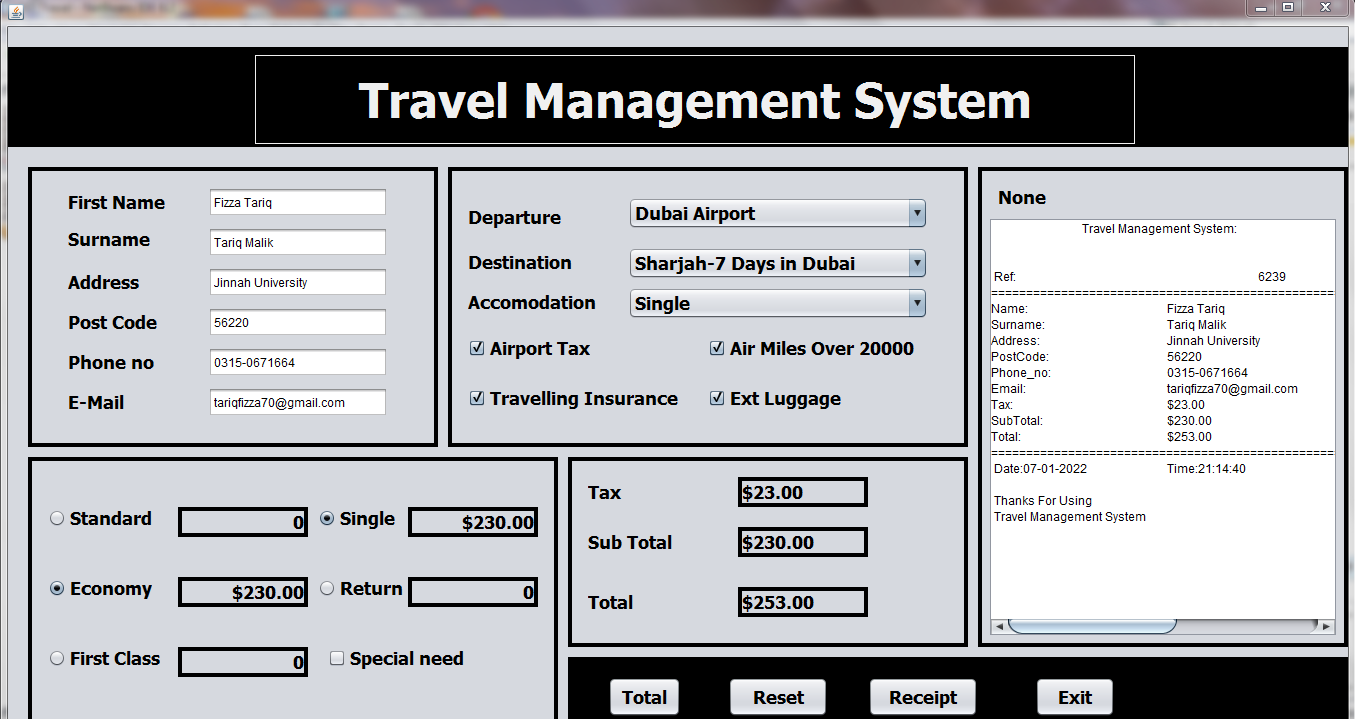 Travel Management System
First Name Fizza Tariq
Surname Tariq Malik
Address Jinnah University
Post Code 56220
Phone no 0315-0671664
E-Mail tariqfizza70@gmail.com
Departure Dubai Airport
Destination Sharjah-7 Days in Dubai
Accomodation Single
Airport Tax Air Miles Over 20000
Travelling Insurance Ext Luggage
None
Travel Management System:
Ref: 6239
==========================================
Name: Fizza Tariq
Surname: Tariq Malik
Address: Jinnah University
PostCode: 56220
Phone_no: 0315-0671664
Email: tariqfizza70@gmail.com
Tax: $23.00
SubTotal: $230.00
Total: $253.00
==========================================
Date:07-01-2022 Time:21:14:40
Thanks For Using
Travel Management System
Standard 0 Single $230.00
Economy $230.00 Return 0
First Class 0 Special need
Tax $23.00
Sub Total $230.00
Total $253.00
Total Reset Receipt Exit